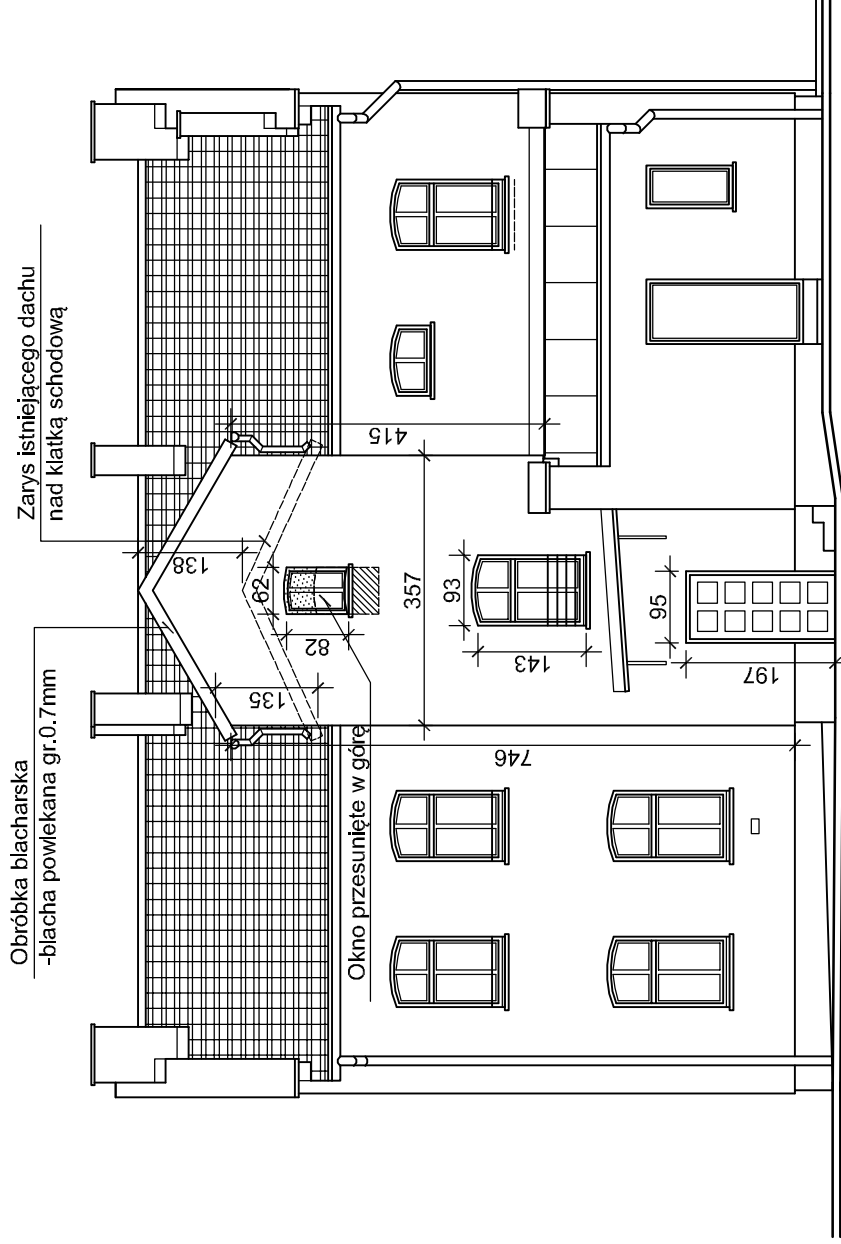 Obróbka blacharska
-blacha powlekana gr.0.7mm
Zarys istniejącego dachu
nad klatką schodową
Okno przesunięte w górę
138
135
62
82
415
357
93
143
746
95
197